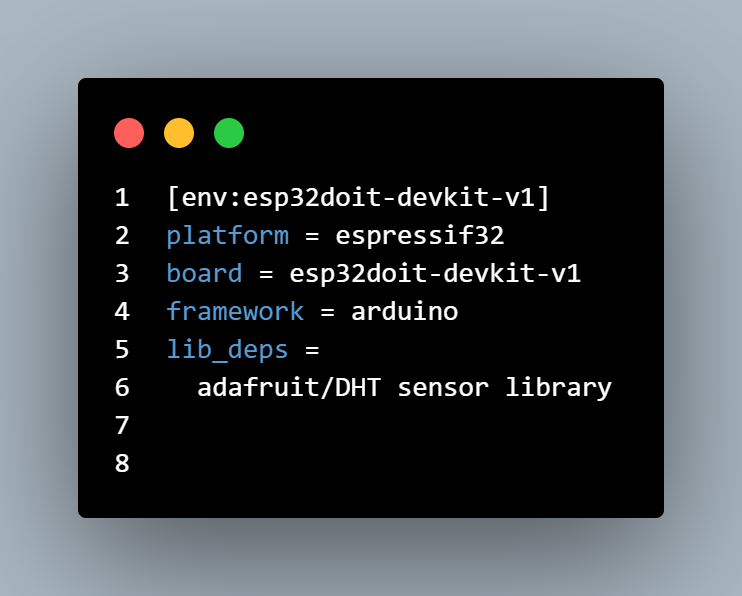 1 [env:esp32doit-devkit-v1]
2 platform = espressif32
3 board = esp32doit-devkit-v1
4 framework = arduino
5 lib_deps =
6   adafruit/DHT sensor library
7
8